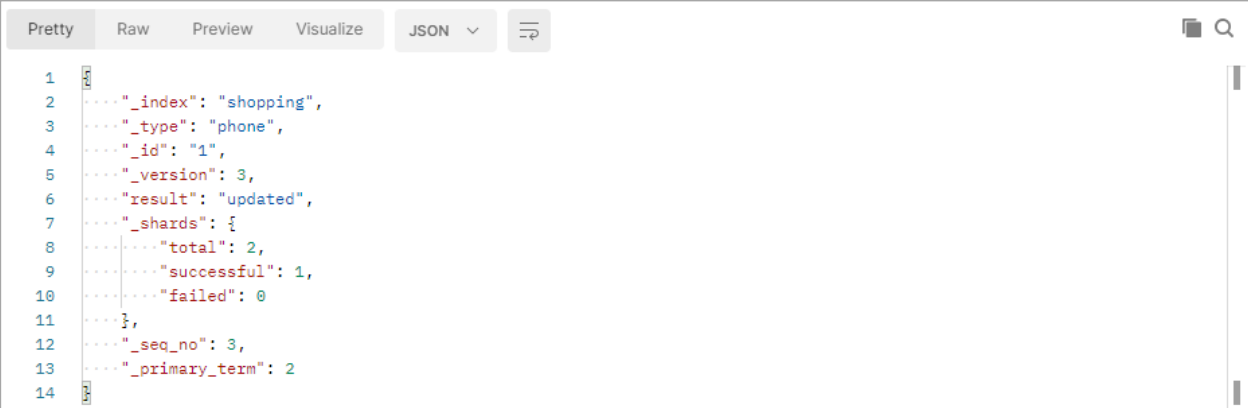 Pretty Raw Preview Visualize JSON
1 {
2 "_index": "shopping",
3 "_type": "phone",
4 "_id": "1",
5 "_version": 3,
6 "result": "updated",
7 "_shards": {
8 "total": 2,
9 "successful": 1,
10 "failed": 0
11 },
12 "_seq_no": 3,
13 "_primary_term": 2
14 }